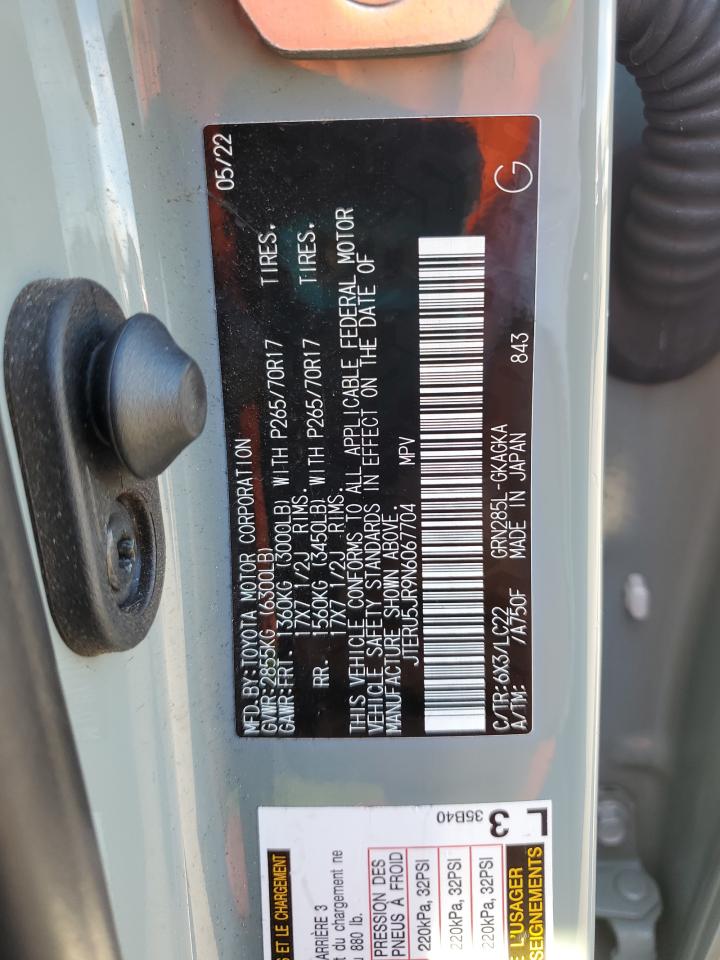 MFD.BY:TOYOTA MOTOR CORPORATION 05/22
GVWR:2855KG (6300LB)
GAWR:FRT. 1360KG (3000LB) WITH P265/70R17 TIRES.
17X7 1/2J RIMS.
RR. 1560KG (3450LB) WITH P265/70R17 TIRES.
17X7 1/2J RIMS.
THIS VEHICLE CONFORMS TO ALL APPLICABLE FEDERAL MOTOR
VEHICLE SAFETY STANDARDS IN EFFECT ON THE DATE OF
MANUFACTURE SHOWN ABOVE.
JTERU5JR9N6067704 MPV
C/TR:6X3/LC22 GRN285L-GKAGKA 843
A/TM: /A750F MADE IN JAPAN
G
S ET LE CHARGEMENT
ARRIÈRE 3
t du chargement ne
u 880 lb.
PRESSION DES
PNEUS À FROID
220kPa, 32PSI
220kPa, 32PSI
220kPa, 32PSI
E L'USAGER
SEIGNEMENTS
L3
35B40